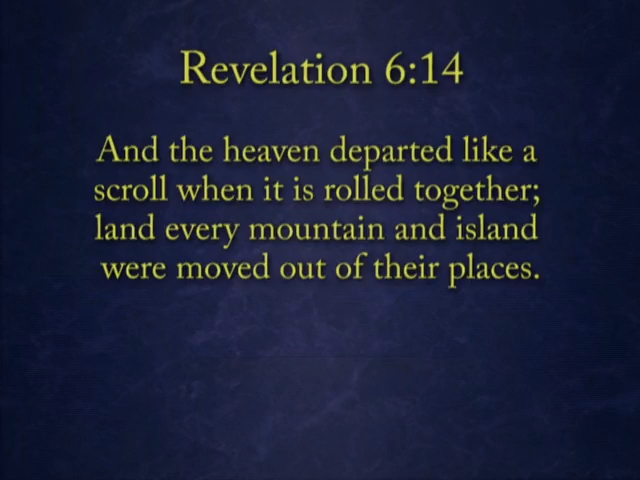 Revelation 6:14
And the heaven departed like a
scroll when it is rolled together;
land every mountain and island
were moved out of their places.